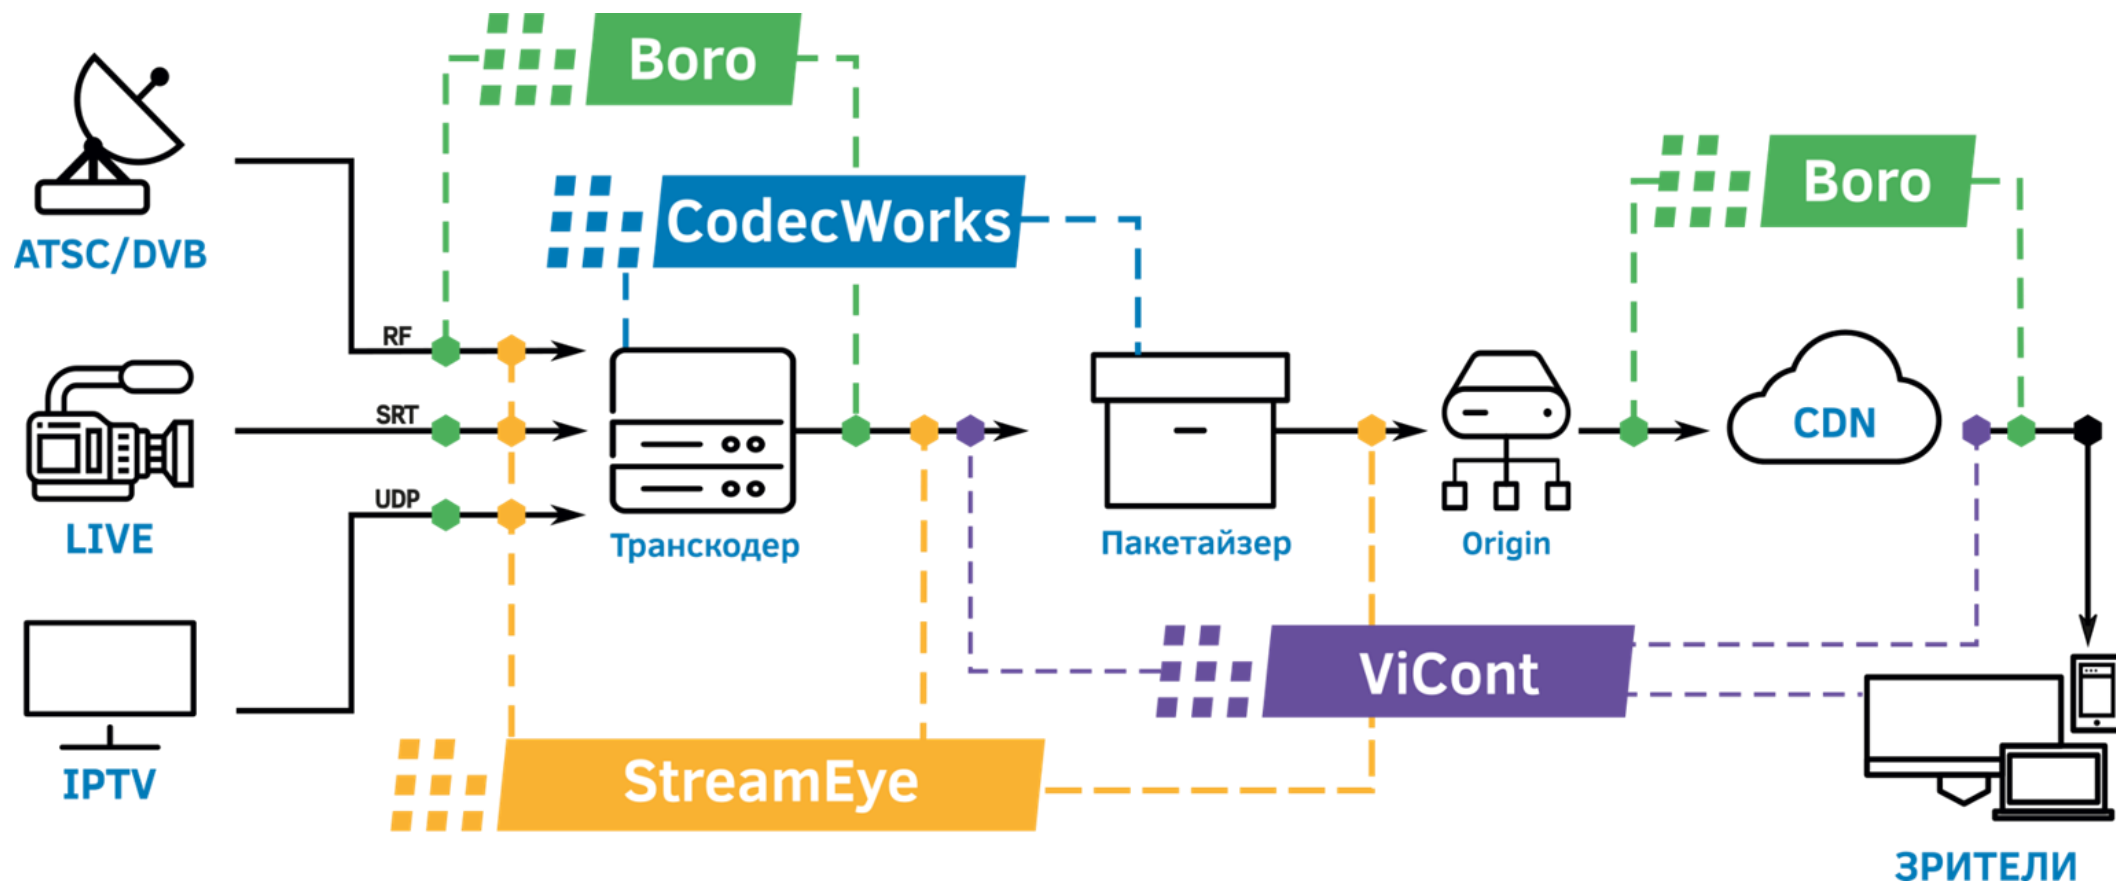 Boro
Boro
CodecWorks
ATSC/DVB
RF
SRT
CDN
UDP
LIVE
Транскодер
Пакетайзер
Origin
ViCont
IPTV
StreamEye
ЗРИТЕЛИ